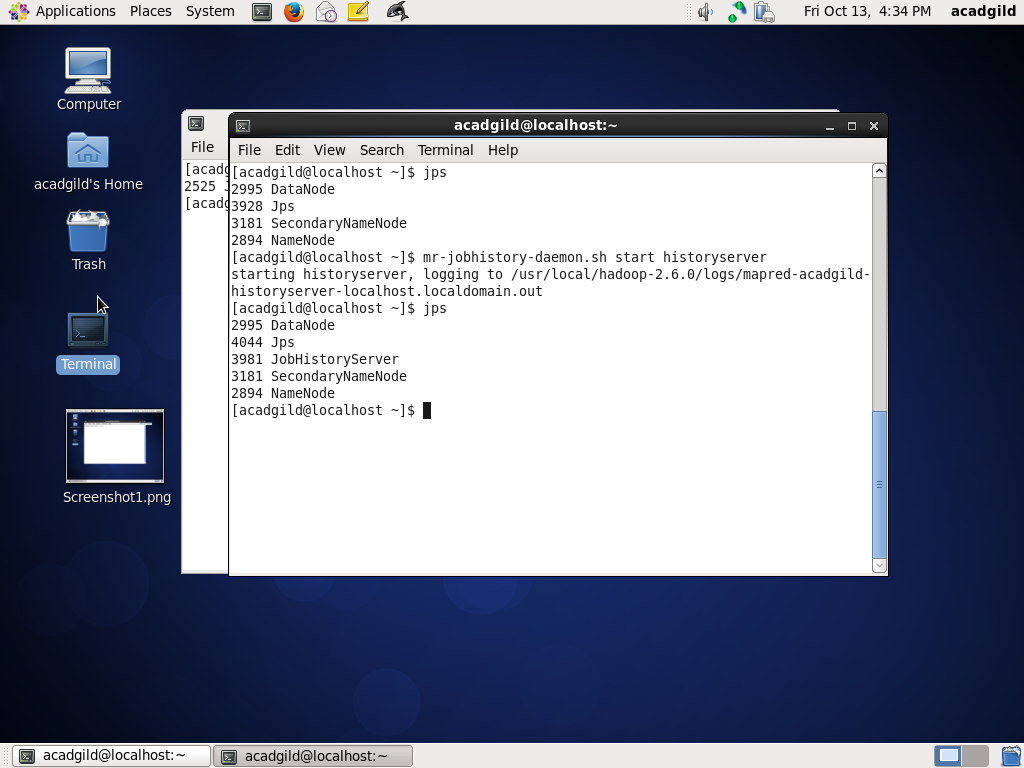 Applications Places System
Fri Oct 13, 4:34 PM acadgild
Computer
acadgild's Home
Trash
Terminal
Screenshot1.png
File
[acadg
2525 J
[acadg
acadgild@localhost:~
File Edit View Search Terminal Help
[acadgild@localhost ~]$ jps
2995 DataNode
3928 Jps
3181 SecondaryNameNode
2894 NameNode
[acadgild@localhost ~]$ mr-jobhistory-daemon.sh start historyserver
starting historyserver, logging to /usr/local/hadoop-2.6.0/logs/mapred-acadgild-
historyserver-localhost.localdomain.out
[acadgild@localhost ~]$ jps
2995 DataNode
4044 Jps
3981 JobHistoryServer
3181 SecondaryNameNode
2894 NameNode
[acadgild@localhost ~]$
acadgild@localhost:~ acadgild@localhost:~